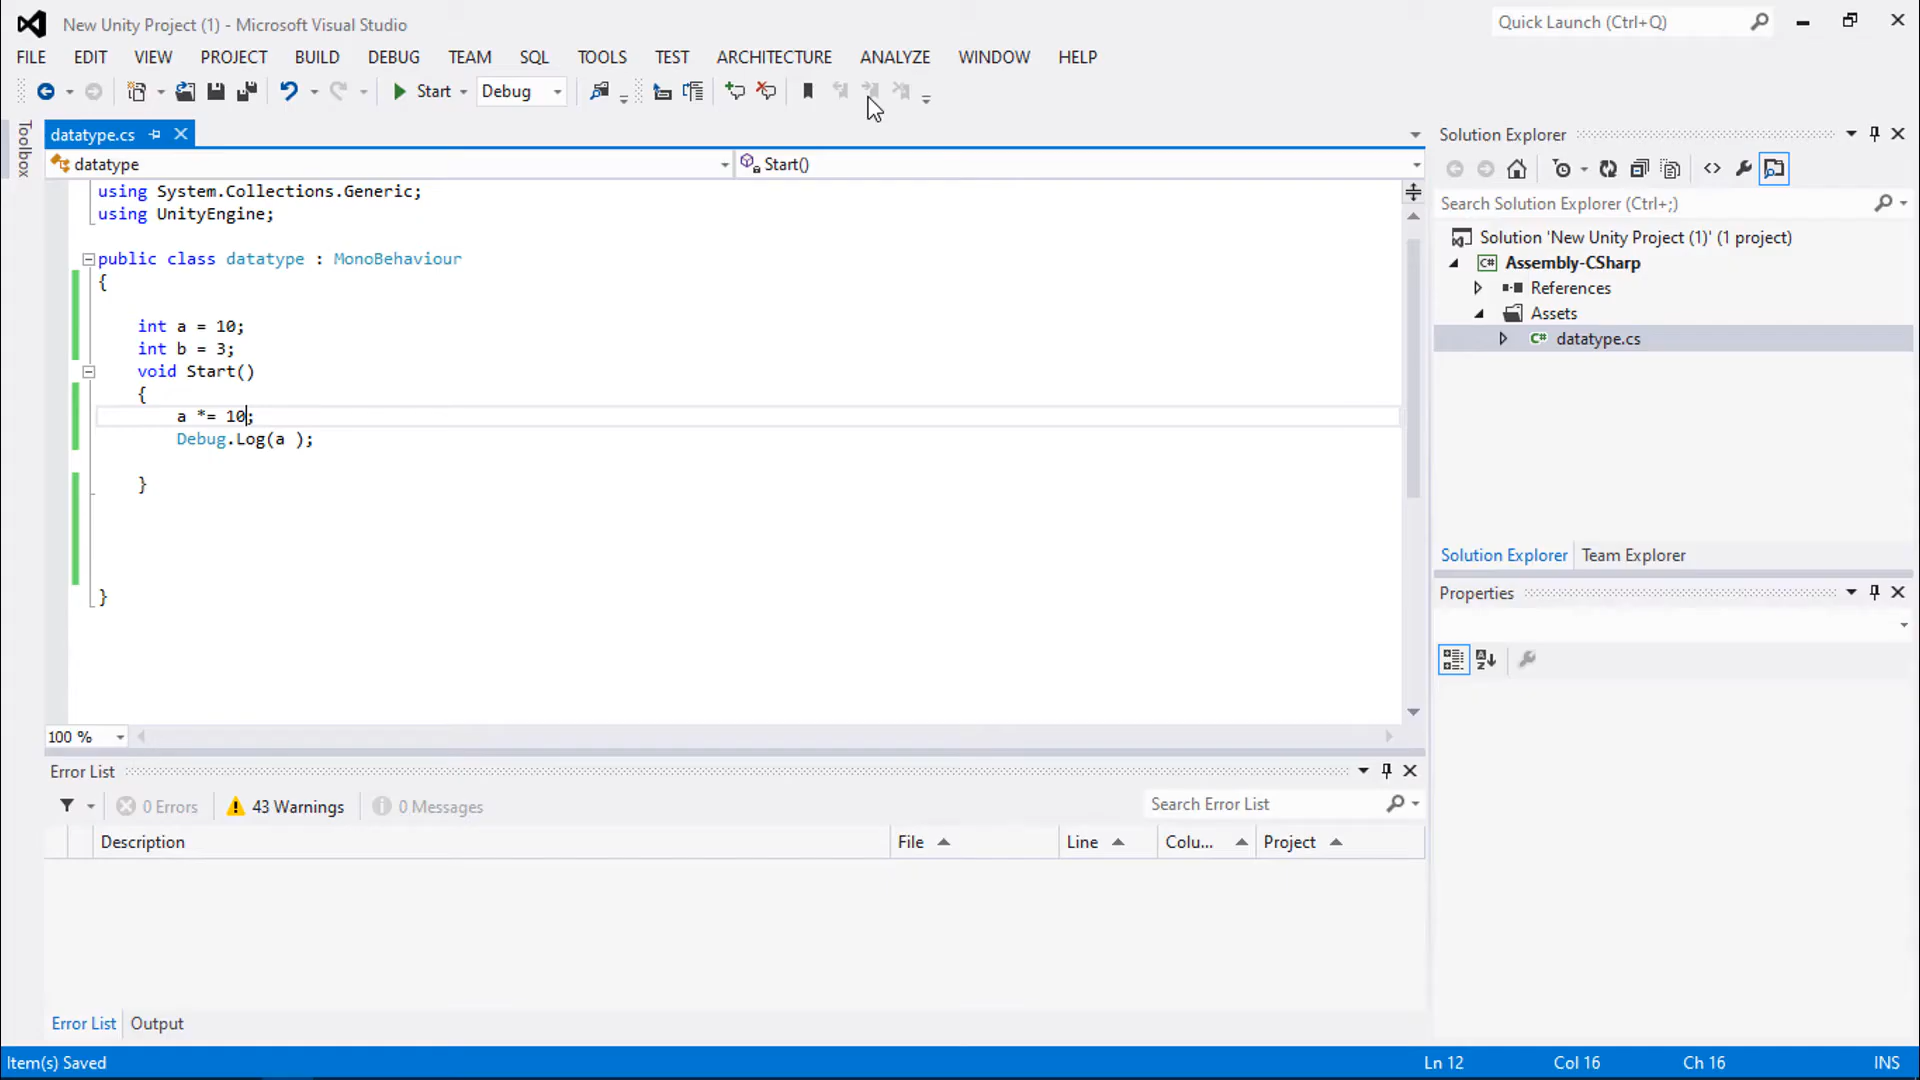 New Unity Project (1) - Microsoft Visual Studio
Quick Launch (Ctrl+Q)
FILE EDIT VIEW PROJECT BUILD DEBUG TEAM SQL TOOLS TEST ARCHITECTURE ANALYZE WINDOW HELP
Start Debug
Toolbox
datatype.cs
datatype
Start()
using System.Collections.Generic;
using UnityEngine;
public class datatype : MonoBehaviour
{
int a = 10;
int b = 3;
void Start()
{
a *= 10;
Debug.Log(a );
}
}
100 %
Solution Explorer
Search Solution Explorer (Ctrl+;)
Solution 'New Unity Project (1)' (1 project)
C# Assembly-CSharp
References
Assets
C# datatype.cs
Solution Explorer Team Explorer
Properties
Error List
0 Errors 43 Warnings 0 Messages
Search Error List
Description File Line Colu... Project
Error List Output
Item(s) Saved
Ln 12 Col 16 Ch 16 INS